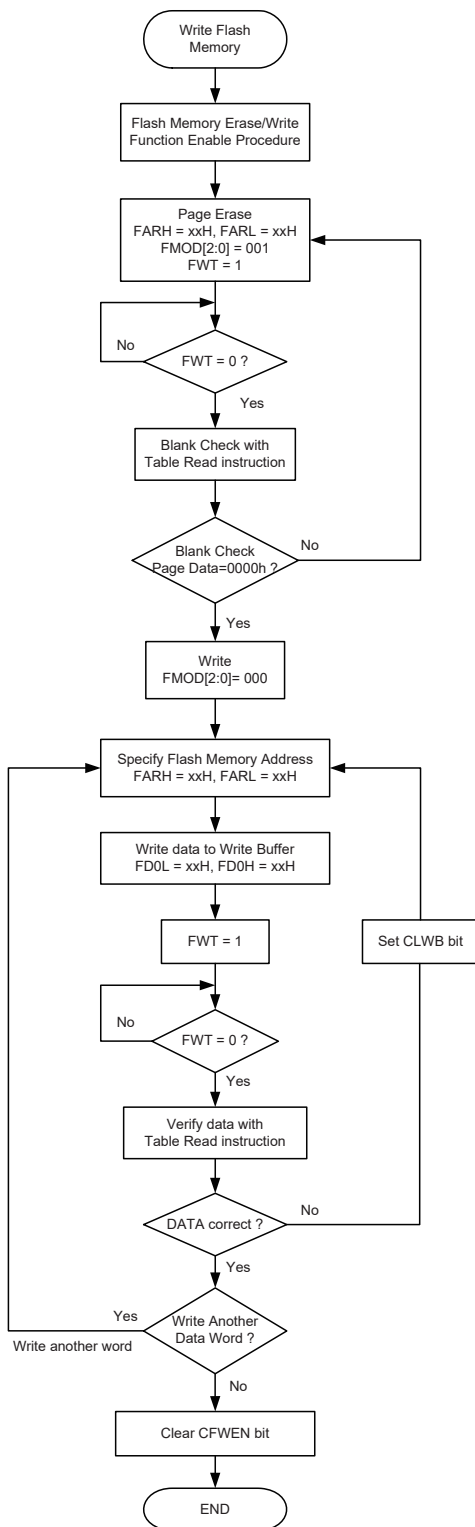 Write Flash
Memory
Flash Memory Erase/Write
Function Enable Procedure
Page Erase
FARH = xxH, FARL = xxH
FMOD[2:0] = 001
FWT = 1
No
FWT = 0 ?
Yes
Blank Check with
Table Read instruction
Blank Check
Page Data=0000h ?
No
Yes
Write
FMOD[2:0]= 000
Specify Flash Memory Address
FARH = xxH, FARL = xxH
Write data to Write Buffer
FD0L = xxH, FD0H = xxH
FWT = 1
Set CLWB bit
No
FWT = 0 ?
Yes
Verify data with
Table Read instruction
DATA correct ?
No
Yes
Yes
Write Another
Data Word ?
Write another word
No
Clear CFWEN bit
END